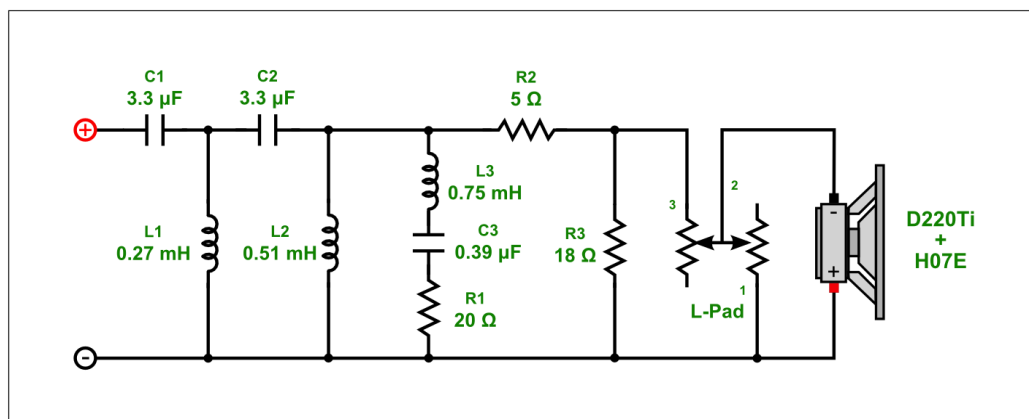 C1
3.3 µF
C2
3.3 µF
R2
5 Ω
+
L1
0.27 mH
L2
0.51 mH
L3
0.75 mH
C3
0.39 µF
R1
20 Ω
R3
18 Ω
3
2
1
L-Pad
-
+
D220Ti
+
H07E
-